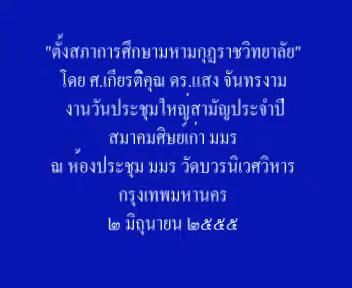 "ตั้งสภาการศึกษามหามกุฏราชวิทยาลัย"
โดย ศ.เกียรติคุณ ดร.แสง จันทรงาม
งานวันประชุมใหญ่สามัญประจำปี
สมาคมศิษย์เก่า มมร
ณ ห้องประชุม มมร วัดบวรนิเวศวิหาร
กรุงเทพมหานคร
๒ มิถุนายน ๒๕๕๕